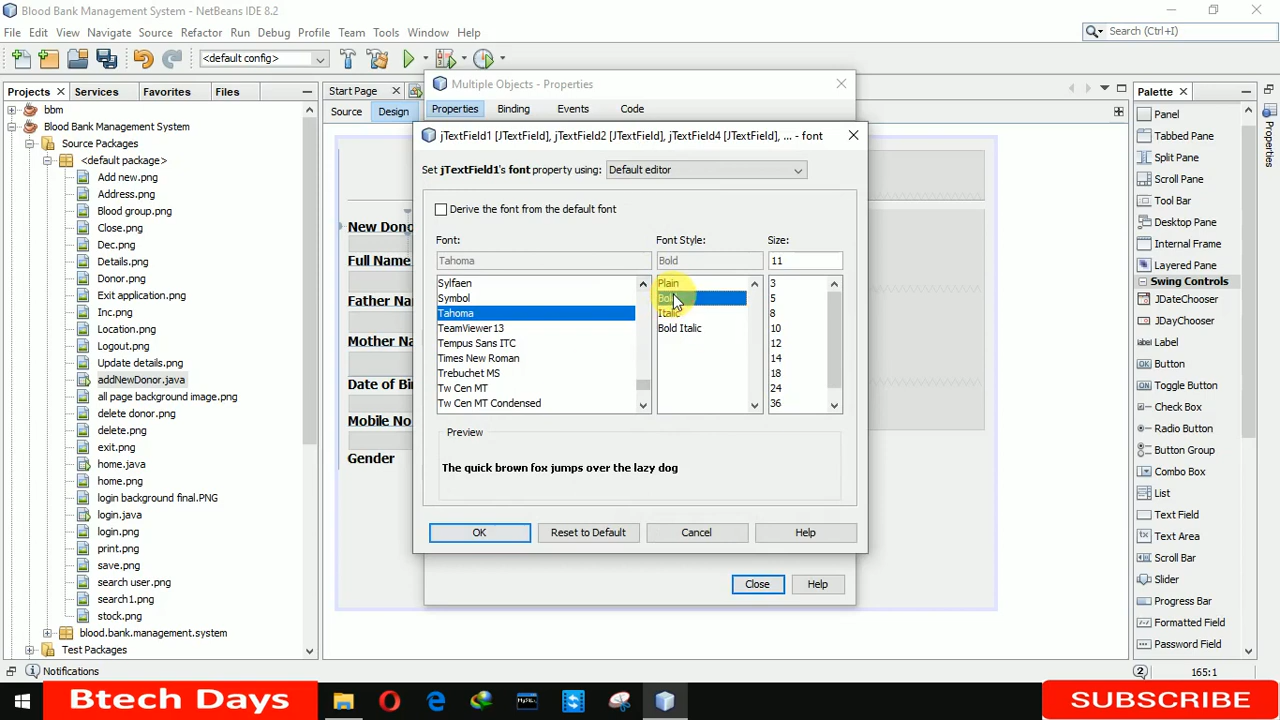 Blood Bank Management System - NetBeans IDE 8.2
File Edit View Navigate Source Refactor Run Debug Profile Team Tools Window Help
Search (Ctrl+I)
<default config>
Projects Services Favorites Files
bbm
Blood Bank Management System
Source Packages
<default package>
Add new.png
Address.png
Blood group.png
Close.png
Dec.png
Details.png
Donor.png
Exit application.png
Inc.png
Location.png
Logout.png
Update details.png
addNewDonor.java
all page background image.png
delete donor.png
delete.png
exit.png
home.java
home.png
login background final.PNG
login.java
login.png
print.png
save.png
search user.png
search1.png
stock.png
blood.bank.management.system
Test Packages
Start Page
Source Design
New Dono
Full Name
Father Nam
Mother Na
Date of Bir
Mobile No
Gender
Multiple Objects - Properties
Properties Binding Events Code
jTextField1 [JTextField], jTextField2 [JTextField], jTextField4 [JTextField], ... - font
Set jTextField1's font property using: Default editor
Derive the font from the default font
Font: Font Style: Size:
Tahoma Bold 11
Sylfaen
Symbol
Tahoma
TeamViewer13
Tempus Sans ITC
Times New Roman
Trebuchet MS
Tw Cen MT
Tw Cen MT Condensed
Plain
Bold
Italic
Bold Italic
3
5
8
10
12
14
18
24
36
Preview
The quick brown fox jumps over the lazy dog
OK Reset to Default Cancel Help
Close Help
Palette
Panel
Tabbed Pane
Split Pane
Scroll Pane
Tool Bar
Desktop Pane
Internal Frame
Layered Pane
Swing Controls
JDateChooser
JDayChooser
Label
Button
Toggle Button
Check Box
Radio Button
Button Group
Combo Box
List
Text Field
Text Area
Scroll Bar
Slider
Progress Bar
Formatted Field
Password Field
Properties
Notifications
2 165:1
Btech Days
SUBSCRIBE